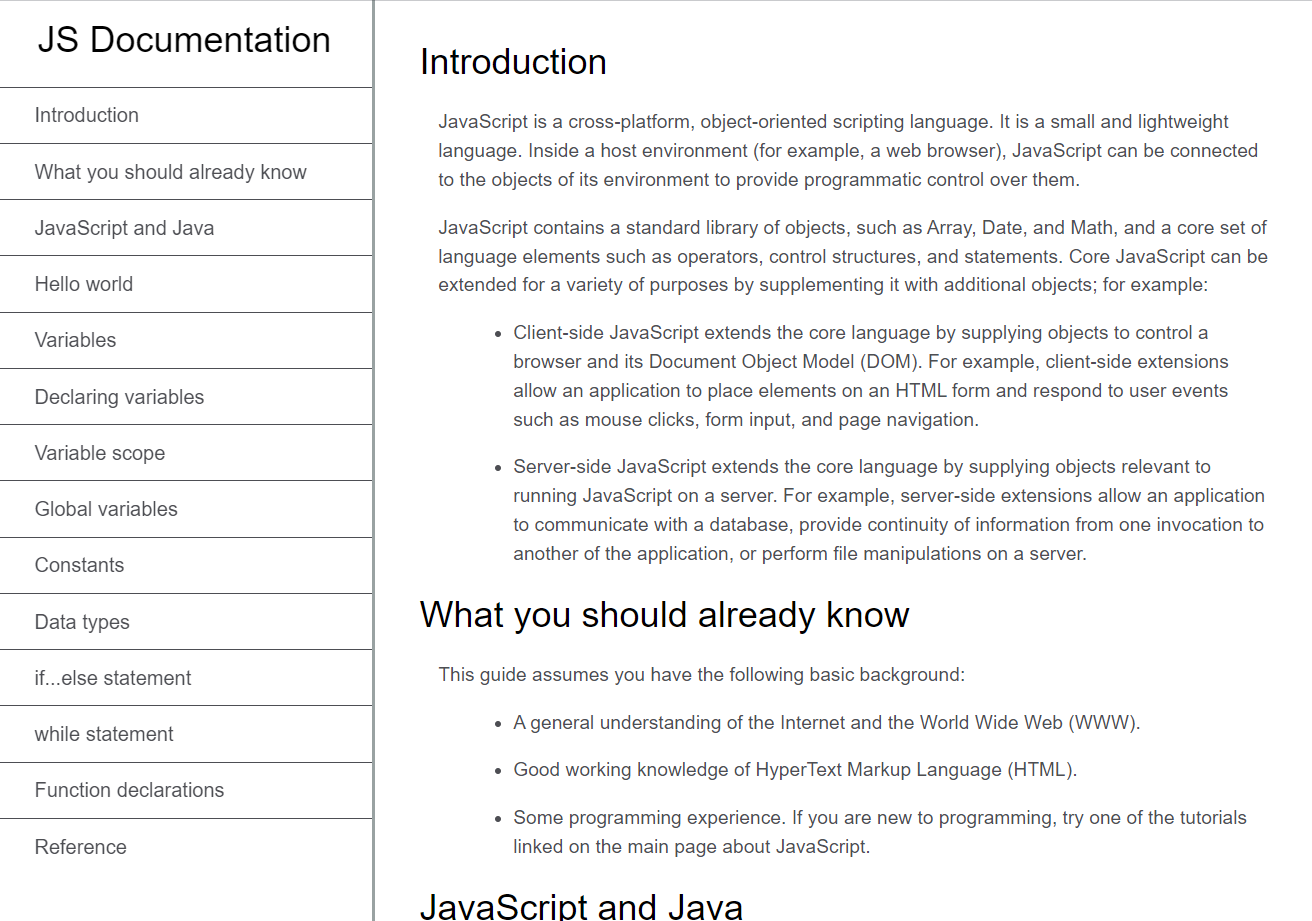 JS Documentation
Introduction
What you should already know
JavaScript and Java
Hello world
Variables
Declaring variables
Variable scope
Global variables
Constants
Data types
if...else statement
while statement
Function declarations
Reference
Introduction
JavaScript is a cross-platform, object-oriented scripting language. It is a small and lightweight
language. Inside a host environment (for example, a web browser), JavaScript can be connected
to the objects of its environment to provide programmatic control over them.
JavaScript contains a standard library of objects, such as Array, Date, and Math, and a core set of
language elements such as operators, control structures, and statements. Core JavaScript can be
extended for a variety of purposes by supplementing it with additional objects; for example:
• Client-side JavaScript extends the core language by supplying objects to control a
browser and its Document Object Model (DOM). For example, client-side extensions
allow an application to place elements on an HTML form and respond to user events
such as mouse clicks, form input, and page navigation.
• Server-side JavaScript extends the core language by supplying objects relevant to
running JavaScript on a server. For example, server-side extensions allow an application
to communicate with a database, provide continuity of information from one invocation to
another of the application, or perform file manipulations on a server.
What you should already know
This guide assumes you have the following basic background:
• A general understanding of the Internet and the World Wide Web (WWW).
• Good working knowledge of HyperText Markup Language (HTML).
• Some programming experience. If you are new to programming, try one of the tutorials
linked on the main page about JavaScript.
JavaScript and Java